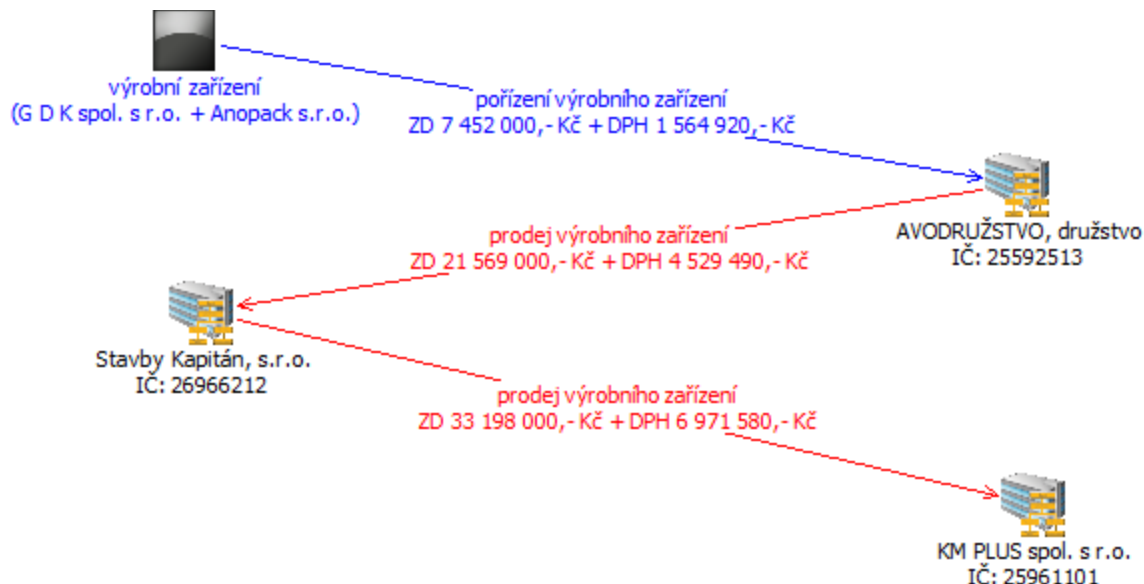 výrobní zařízení
(G D K spol. s r.o. + Anopack s.r.o.)
pořízení výrobního zařízení
ZD 7 452 000,- Kč + DPH 1 564 920,- Kč
AVODRUŽSTVO, družstvo
IČ: 25592513
prodej výrobního zařízení
ZD 21 569 000,- Kč + DPH 4 529 490,- Kč
Stavby Kapitán, s.r.o.
IČ: 26966212
prodej výrobního zařízení
ZD 33 198 000,- Kč + DPH 6 971 580,- Kč
KM PLUS spol. s r.o.
IČ: 25961101